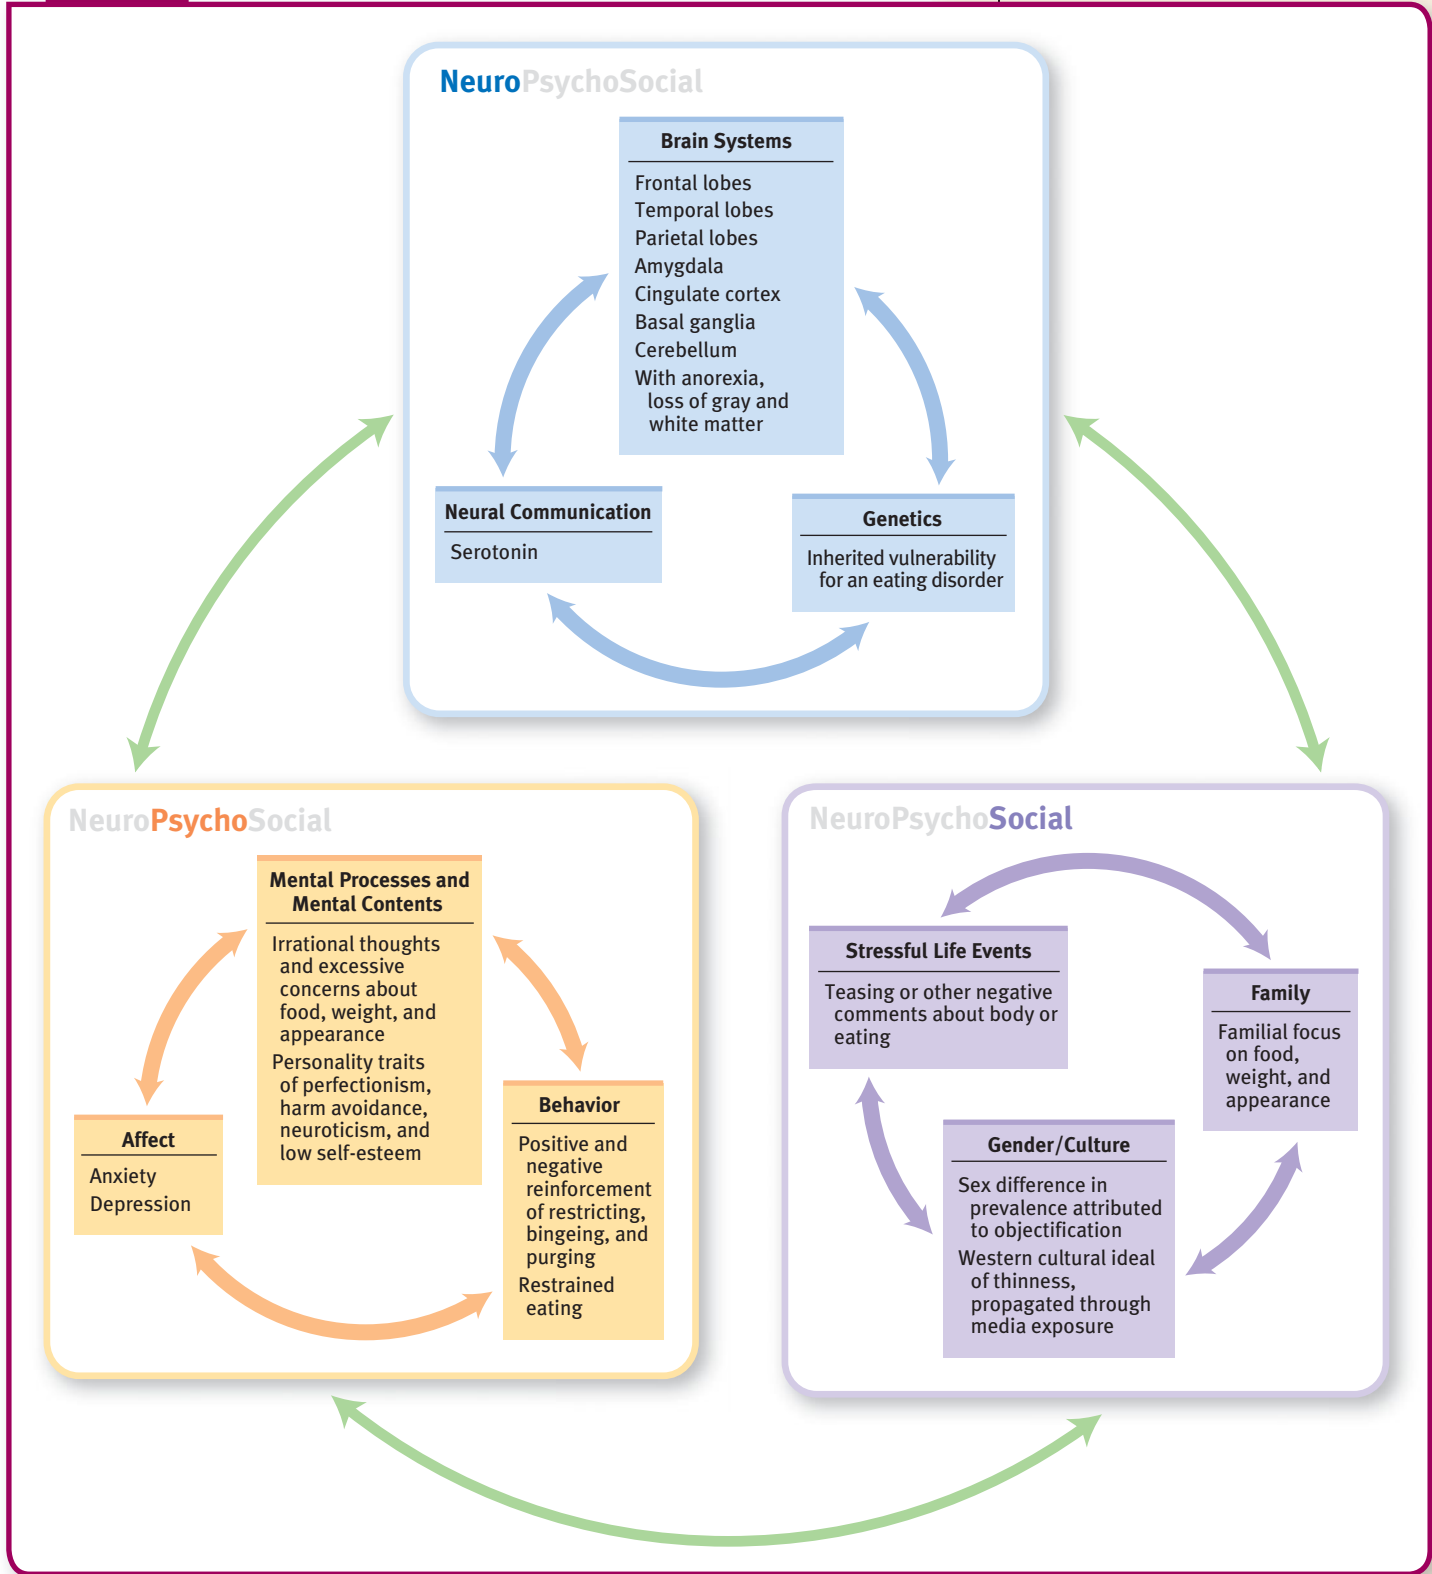 NeuroPsychoSocial
Brain Systems
Frontal lobes
Temporal lobes
Parietal lobes
Amygdala
Cingulate cortex
Basal ganglia
Cerebellum
With anorexia,
loss of gray and
white matter
Neural Communication
Serotonin
Genetics
Inherited vulnerability
for an eating disorder
NeuroPsychoSocial
Mental Processes and
Mental Contents
Irrational thoughts
and excessive
concerns about
food, weight, and
appearance
Personality traits
of perfectionism,
harm avoidance,
neuroticism, and
low self-esteem
Affect
Anxiety
Depression
Behavior
Positive and
negative
reinforcement
of restricting,
bingeing, and
purging
Restrained
eating
NeuroPsychoSocial
Stressful Life Events
Teasing or other negative
comments about body or
eating
Family
Familial focus
on food,
weight, and
appearance
Gender/Culture
Sex difference in
prevalence attributed
to objectification
Western cultural ideal
of thinness,
propagated through
media exposure